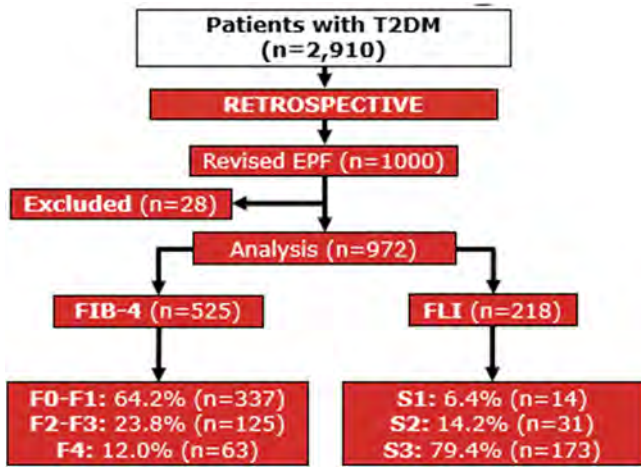 Patients with T2DM
(n=2,910)
RETROSPECTIVE
Revised EPF (n=1000)
Excluded (n=28)
Analysis (n=972)
FIB-4 (n=525)
FLI (n=218)
F0-F1: 64.2% (n=337)
F2-F3: 23.8% (n=125)
F4: 12.0% (n=63)
S1: 6.4% (n=14)
S2: 14.2% (n=31)
S3: 79.4% (n=173)